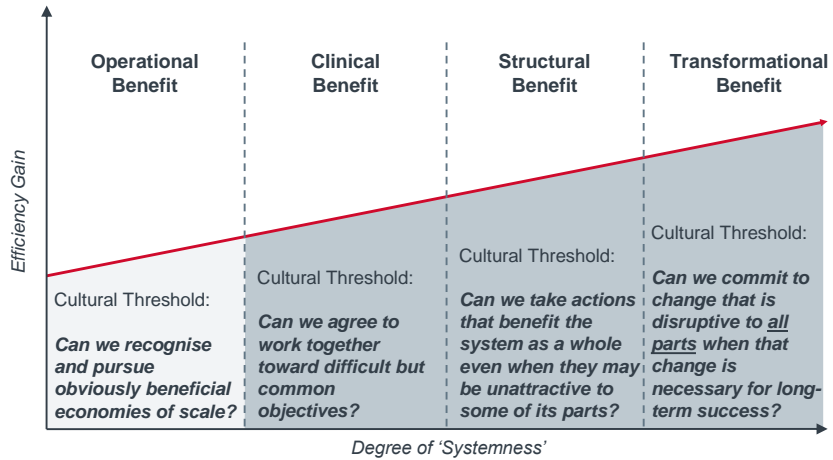 Operational
Benefit
Clinical
Benefit
Structural
Benefit
Transformational
Benefit
Efficiency Gain
Cultural Threshold:
Can we recognise
and pursue
obviously beneficial
economies of scale?
Cultural Threshold:
Can we agree to
work together
toward difficult but
common
objectives?
Cultural Threshold:
Can we take actions
that benefit the
system as a whole
even when they may
be unattractive to
some of its parts?
Cultural Threshold:
Can we commit to
change that is
disruptive to all
parts when that
change is
necessary for long-
term success?
Degree of ‘Systemness’